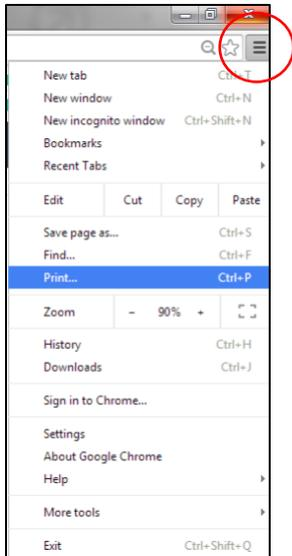 New tab Ctrl+T
New window Ctrl+N
New incognito window Ctrl+Shift+N
Bookmarks
Recent Tabs
Edit Cut Copy Paste
Save page as... Ctrl+S
Find... Ctrl+F
Print... Ctrl+P
Zoom - 90% +
History Ctrl+H
Downloads Ctrl+J
Sign in to Chrome...
Settings
About Google Chrome
Help
More tools
Exit Ctrl+Shift+Q